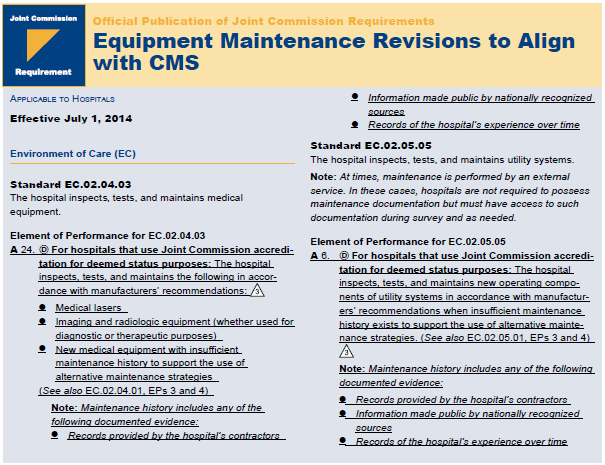 Joint Commission
Requirement
Official Publication of Joint Commission Requirements
Equipment Maintenance Revisions to Align
with CMS
APPLICABLE TO HOSPITALS
Effective July 1, 2014
Environment of Care (EC)
Standard EC.02.04.03
The hospital inspects, tests, and maintains medical
equipment.
Element of Performance for EC.02.04.03
A 24. Ⓓ For hospitals that use Joint Commission accredi-
tation for deemed status purposes: The hospital
inspects, tests, and maintains the following in accor-
dance with manufacturers' recommendations: 3
● Medical lasers
● Imaging and radiologic equipment (whether used for
diagnostic or therapeutic purposes)
● New medical equipment with insufficient
maintenance history to support the use of
alternative maintenance strategies
(See also EC.02.04.01, EPs 3 and 4)
Note: Maintenance history includes any of the
following documented evidence:
● Records provided by the hospital's contractors
● Information made public by nationally recognized
sources
● Records of the hospital's experience over time
Standard EC.02.05.05
The hospital inspects, tests, and maintains utility systems.
Note: At times, maintenance is performed by an external
service. In these cases, hospitals are not required to possess
maintenance documentation but must have access to such
documentation during survey and as needed.
Element of Performance for EC.02.05.05
A 6. Ⓓ For hospitals that use Joint Commission accredi-
tation for deemed status purposes: The hospital
inspects, tests, and maintains new operating compo-
nents of utility systems in accordance with manufactur-
ers' recommendations when insufficient maintenance
history exists to support the use of alternative mainte-
nance strategies. (See also EC.02.05.01, EPs 3 and 4)
3
Note: Maintenance history includes any of the following
documented evidence:
● Records provided by the hospital's contractors
● Information made public by nationally recognized
sources
● Records of the hospital's experience over time